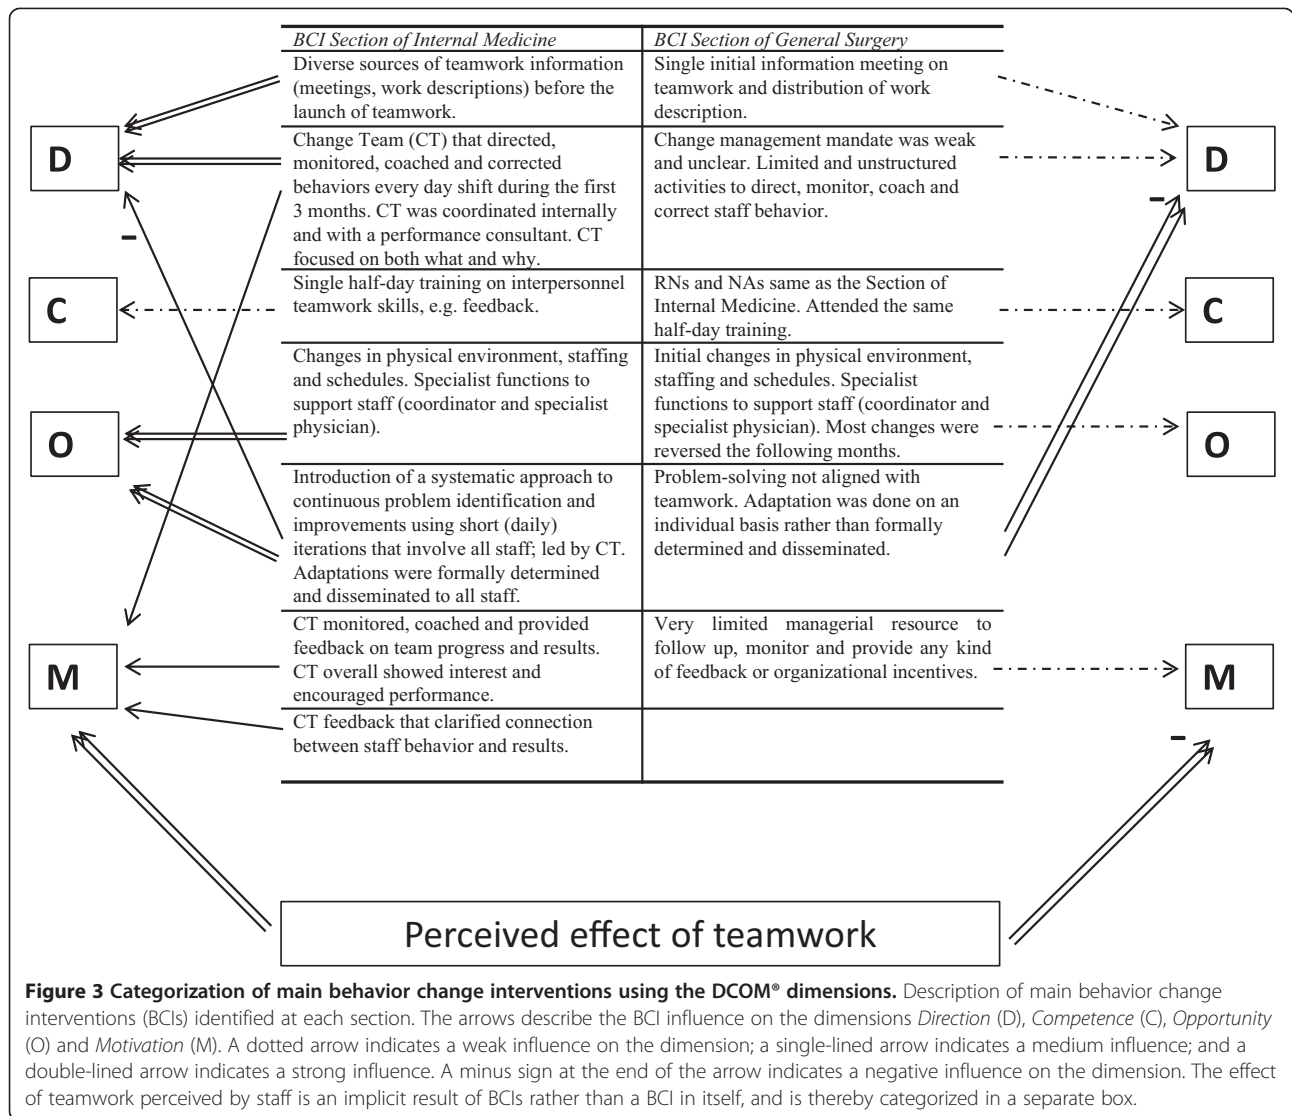 BCI Section of Internal Medicine
BCI Section of General Surgery
Diverse sources of teamwork information
(meetings, work descriptions) before the
launch of teamwork.
Single initial information meeting on
teamwork and distribution of work
description.
D
Change Team (CT) that directed,
monitored, coached and corrected
behaviors every day shift during the first
3 months. CT was coordinated internally
and with a performance consultant. CT
focused on both what and why.
Change management mandate was weak
and unclear. Limited and unstructured
activities to direct, monitor, coach and
correct staff behavior.
D
–
–
C
Single half-day training on interpersonnel
teamwork skills, e.g. feedback.
RNs and NAs same as the Section of
Internal Medicine. Attended the same
half-day training.
C
O
Changes in physical environment, staffing
and schedules. Specialist functions to
support staff (coordinator and specialist
physician).
Initial changes in physical environment,
staffing and schedules. Specialist
functions to support staff (coordinator and
specialist physician). Most changes were
reversed the following months.
O
Introduction of a systematic approach to
continuous problem identification and
improvements using short (daily)
iterations that involve all staff; led by CT.
Adaptations were formally determined
and disseminated to all staff.
Problem-solving not aligned with
teamwork. Adaptation was done on an
individual basis rather than formally
determined and disseminated.
M
CT monitored, coached and provided
feedback on team progress and results.
CT overall showed interest and
encouraged performance.
Very limited managerial resource to
follow up, monitor and provide any kind
of feedback or organizational incentives.
M
CT feedback that clarified connection
between staff behavior and results.
–
Perceived effect of teamwork
Figure 3 Categorization of main behavior change interventions using the DCOM® dimensions. Description of main behavior change
interventions (BCIs) identified at each section. The arrows describe the BCI influence on the dimensions Direction (D), Competence (C), Opportunity
(O) and Motivation (M). A dotted arrow indicates a weak influence on the dimension; a single-lined arrow indicates a medium influence; and a
double-lined arrow indicates a strong influence. A minus sign at the end of the arrow indicates a negative influence on the dimension. The effect
of teamwork perceived by staff is an implicit result of BCIs rather than a BCI in itself, and is thereby categorized in a separate box.